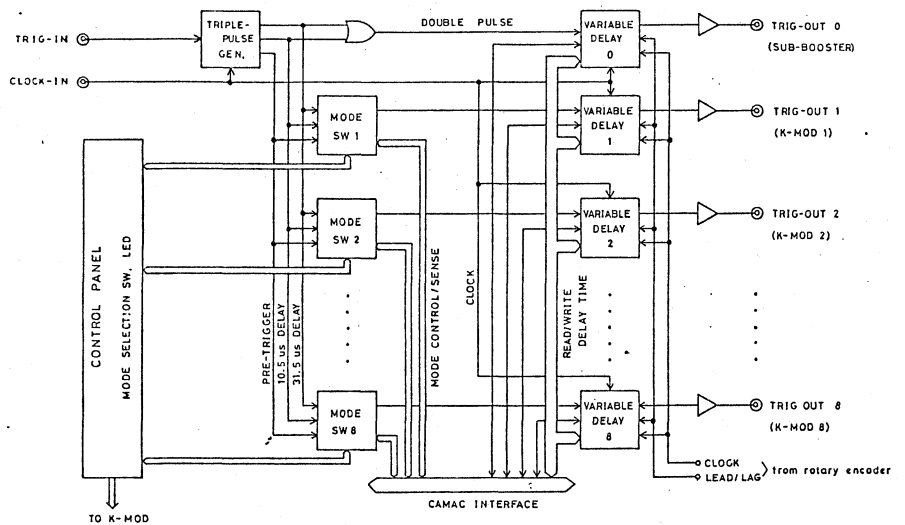 TRIG-IN
CLOCK-IN
TRIPLE-
PULSE
GEN.
DOUBLE PULSE
VARIABLE
DELAY
0
TRIG-OUT 0
(SUB-BOOSTER)
MODE
SW 1
VARIABLE
DELAY
1
TRIG-OUT 1
(K-MOD 1)
MODE
SW 2
VARIABLE
DELAY
2
TRIG-OUT 2
(K-MOD 2)
CONTROL PANEL
MODE SELECTION SW, LED
PRE-TRIGGER
10.5 us DELAY
31.5 us DELAY
MODE CONTROL/SENSE
CLOCK
READ/WRITE
DELAY TIME
MODE
SW 8
VARIABLE
DELAY
8
TRIG OUT 8
(K-MOD 8)
CLOCK
LEAD/LAG
from rotary encoder
CAMAC INTERFACE
TO K-MOD